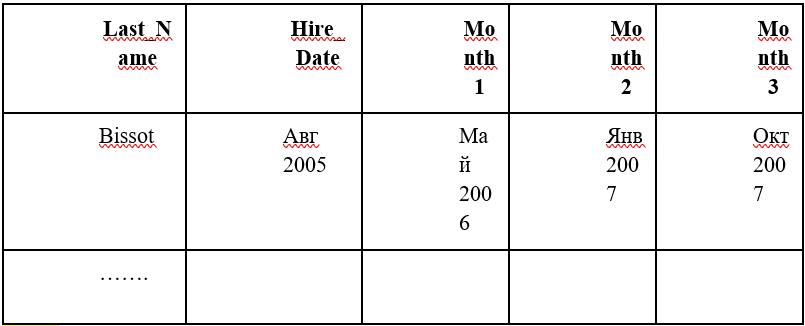 Last_N
ame
Hire_
Date
Mo
nth
1
Mo
nth
2
Mo
nth
3
Bissot
Авг
2005
Ма
й
200
6
Янв
200
7
Окт
200
7
…….